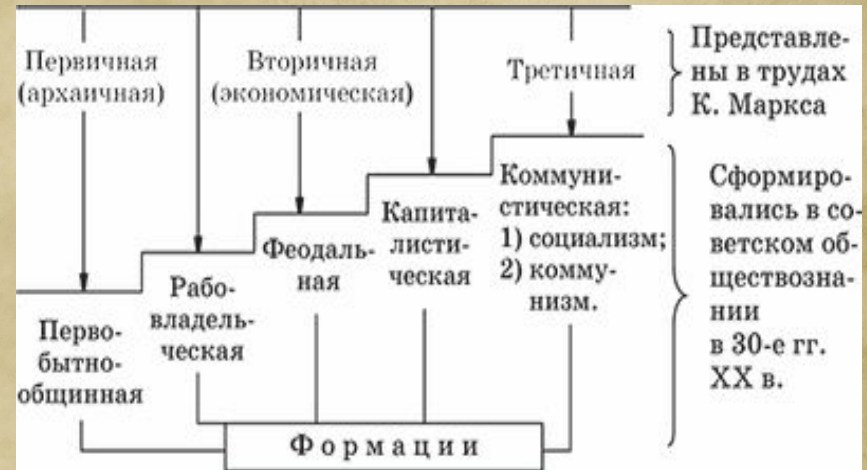 Первичная
(архаичная)
Вторичная
(экономическая)
Третичная
Представле-
ны в трудах
К. Маркса
Перво-
бытно-
общинная
Рабо-
владель-
ческая
Феодаль-
ная
Капита-
листи-
ческая
Коммуни-
стическая:
1) социализм;
2) комму-
низм.
Сформиро-
вались в со-
ветском об-
ществозна-
нии
в 30-е гг.
XX в.
Формации